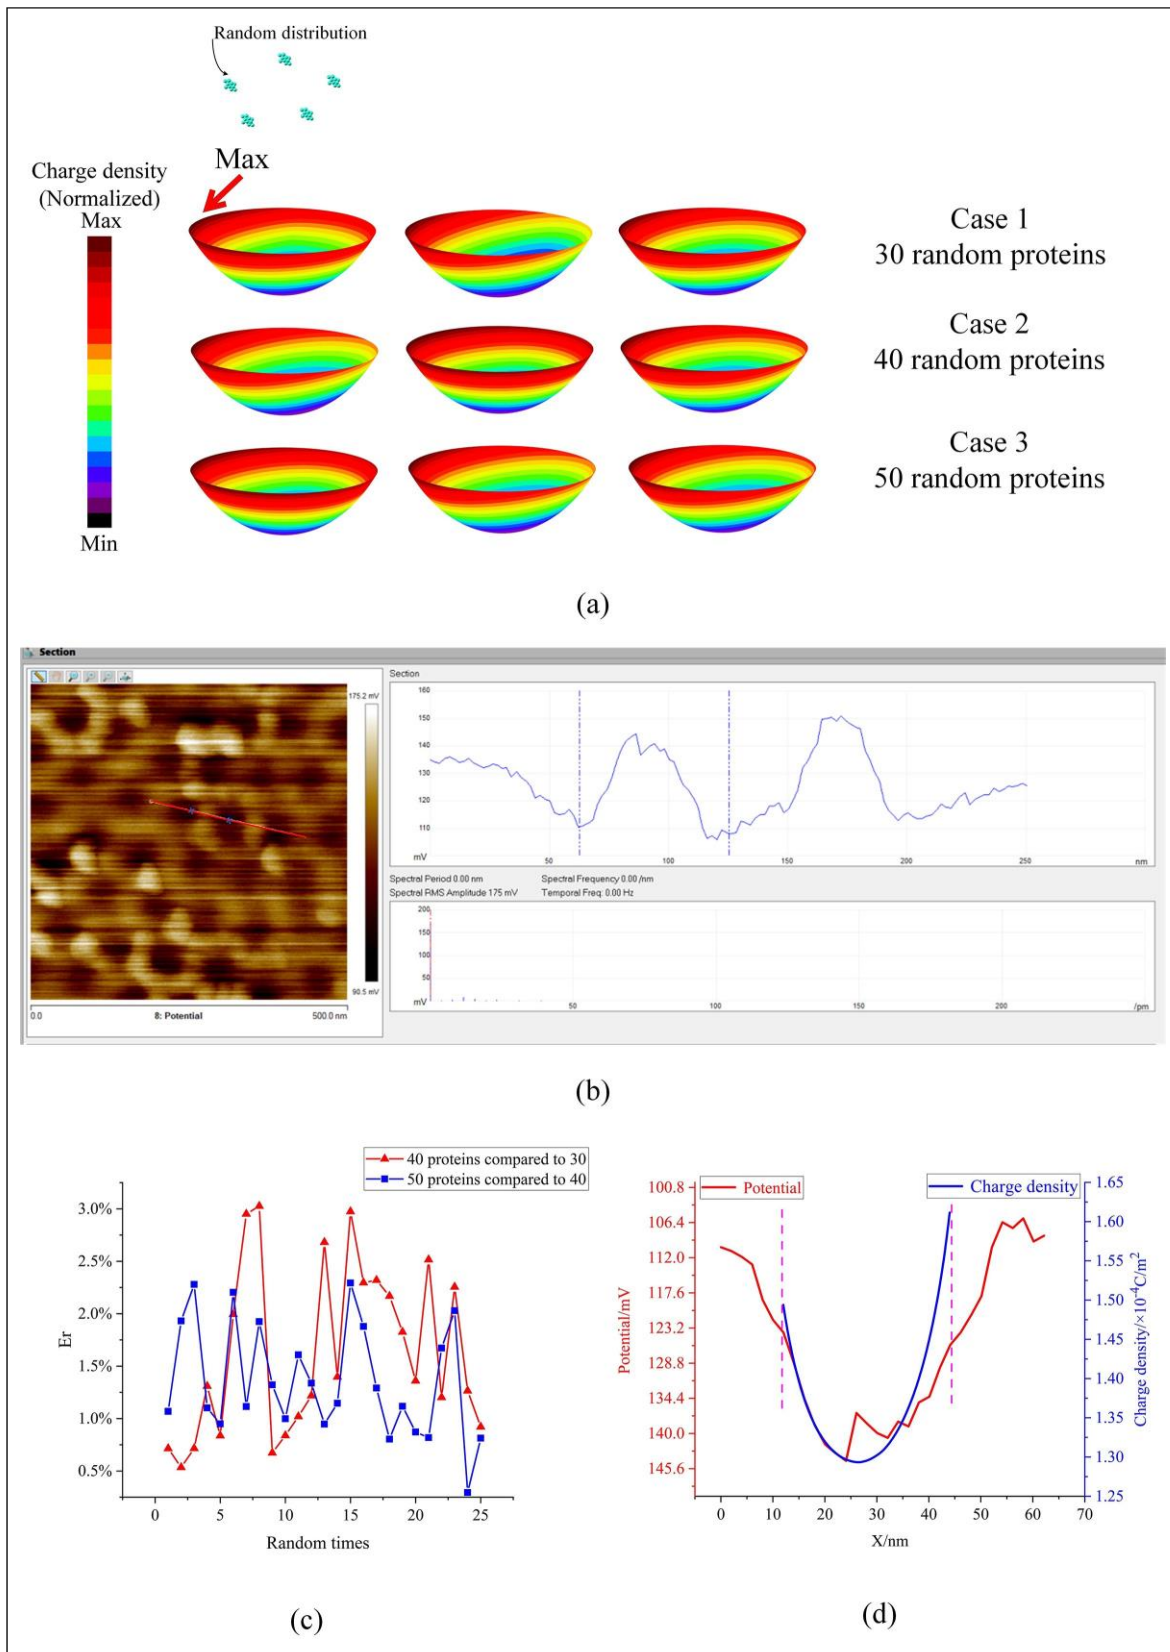 Random distribution
Max
Charge density
(Normalized)
Max
Min
Case 1
30 random proteins
Case 2
40 random proteins
Case 3
50 random proteins
(a)
Section
175.2 mV
90.5 mV
0.0
8: Potential
500.0 nm
Section
160
150
140
130
120
110
mV
50
100
150
200
250
nm
Spectral Period 0.00 nm
Spectral Frequency 0.00 /nm
Spectral RMS Amplitude 175 mV
Temporal Freq: 0.00 Hz
200
150
100
50
mV
50
100
150
200
/pm
(b)
40 proteins compared to 30
50 proteins compared to 40
3.0%
2.5%
2.0%
1.5%
1.0%
0.5%
Er
0
5
10
15
20
25
Random times
(c)
Potential
Charge density
100.8
106.4
112.0
117.6
123.2
128.8
134.4
140.0
145.6
Potential/mV
1.65
1.60
1.55
1.50
1.45
1.40
1.35
1.30
1.25
Charge density/×10⁻⁴C/m²
0
10
20
30
40
50
60
70
X/nm
(d)